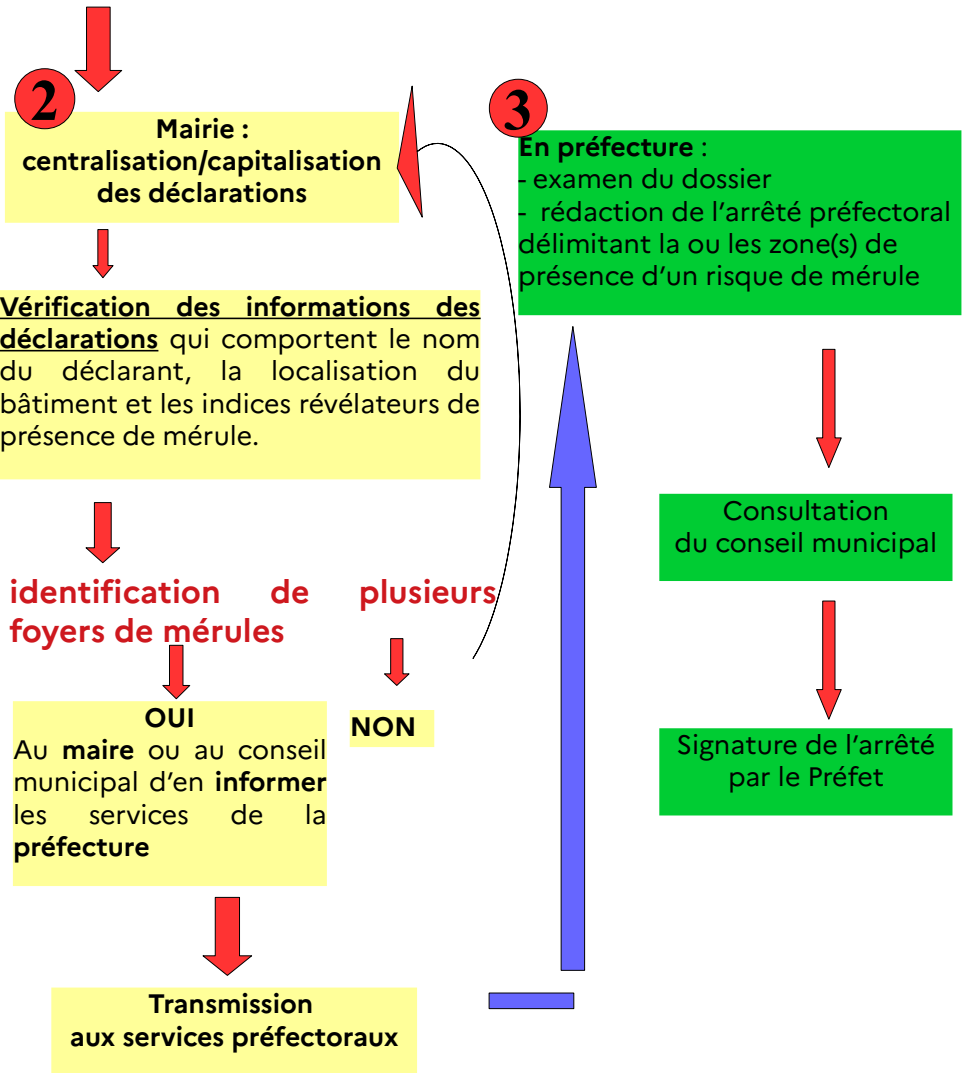 2
Mairie :
centralisation/capitalisation
des déclarations
Vérification des informations des
déclarations qui comportent le nom
du déclarant, la localisation du
bâtiment et les indices révélateurs de
présence de mérule.
identification de plusieurs
foyers de mérules
OUI
Au maire ou au conseil
municipal d'en informer
les services de la
préfecture
NON
Transmission
aux services préfectoraux
3
En préfecture :
- examen du dossier
- rédaction de l’arrêté préfectoral
délimitant la ou les zone(s) de
présence d’un risque de mérule
Consultation
du conseil municipal
Signature de l’arrêté
par le Préfet